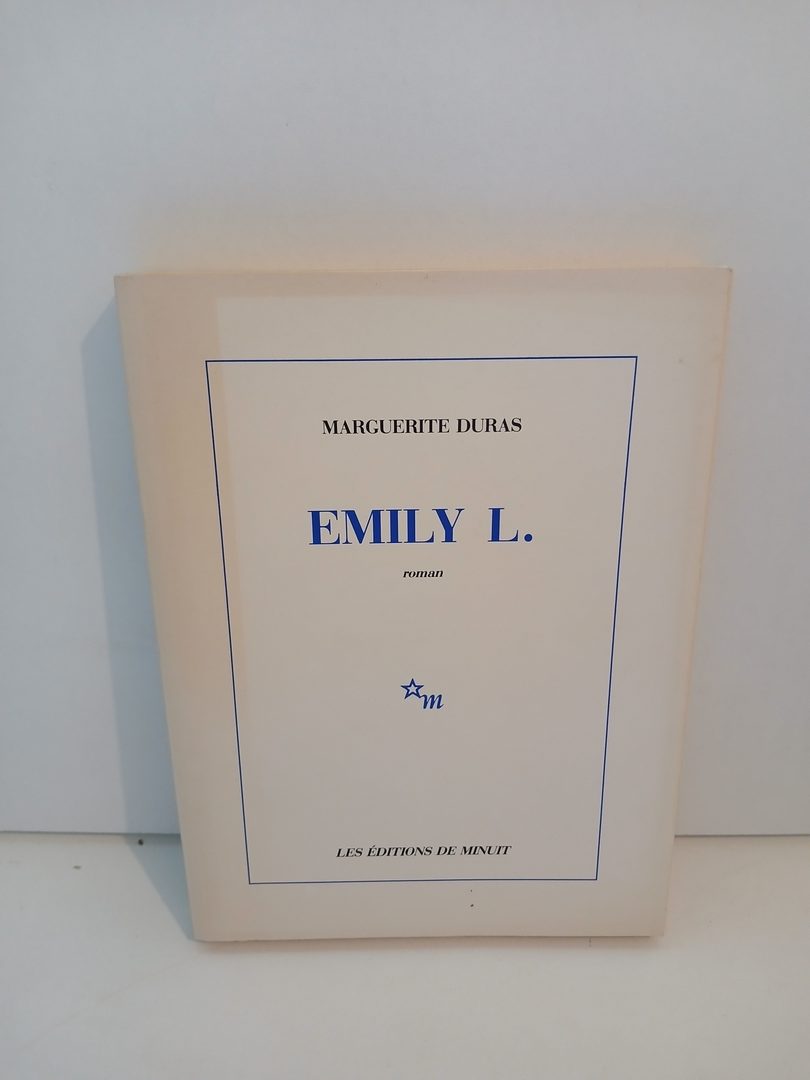 MARGUERITE DURAS
EMILY L.
roman
m
LES ÉDITIONS DE MINUIT